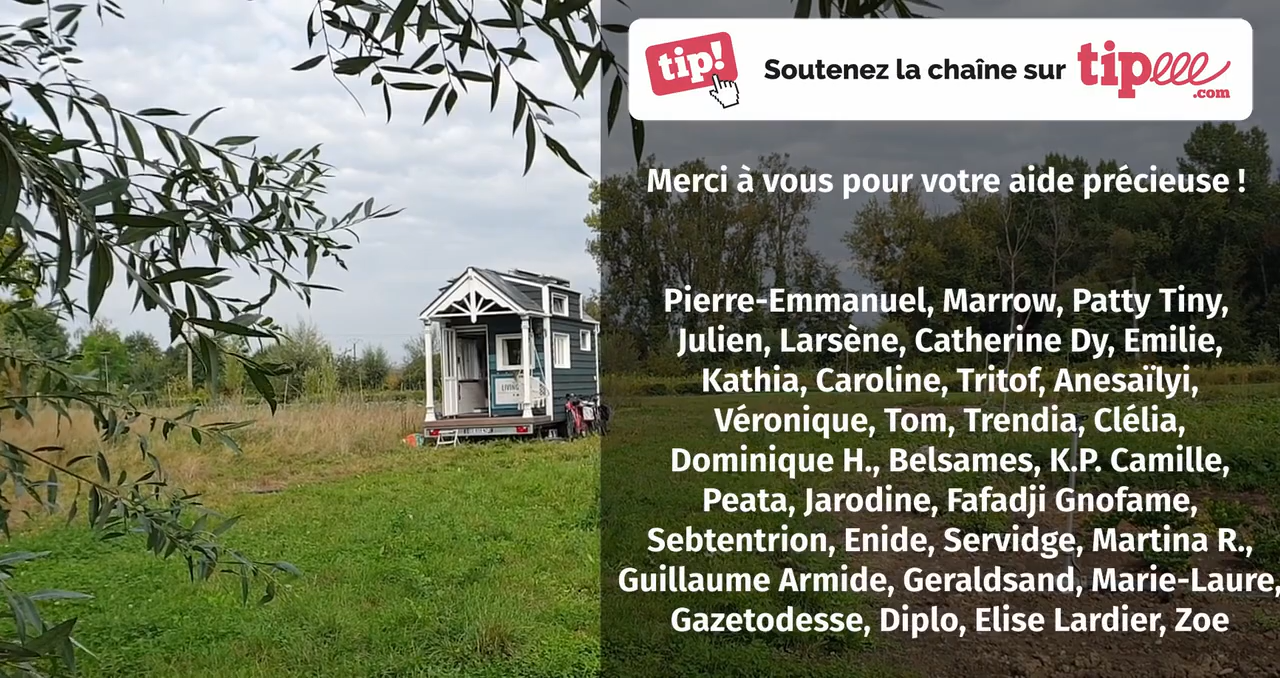 tip!
Soutenez la chaîne sur
tipeee
.com
Merci à vous pour votre aide précieuse !
Pierre-Emmanuel, Marrow, Patty Tiny,
Julien, Larsène, Catherine Dy, Emilie,
Kathia, Caroline, Tritof, Anesaïlyi,
Véronique, Tom, Trendia, Clélia,
Dominique H., Belsames, K.P. Camille,
Peata, Jarodine, Fafadji Gnofame,
Sebtentrion, Enide, Servidge, Martina R.,
Guillaume Armide, Geraldsand, Marie-Laure,
Gazetodesse, Diplo, Elise Lardier, Zoe
LIVING